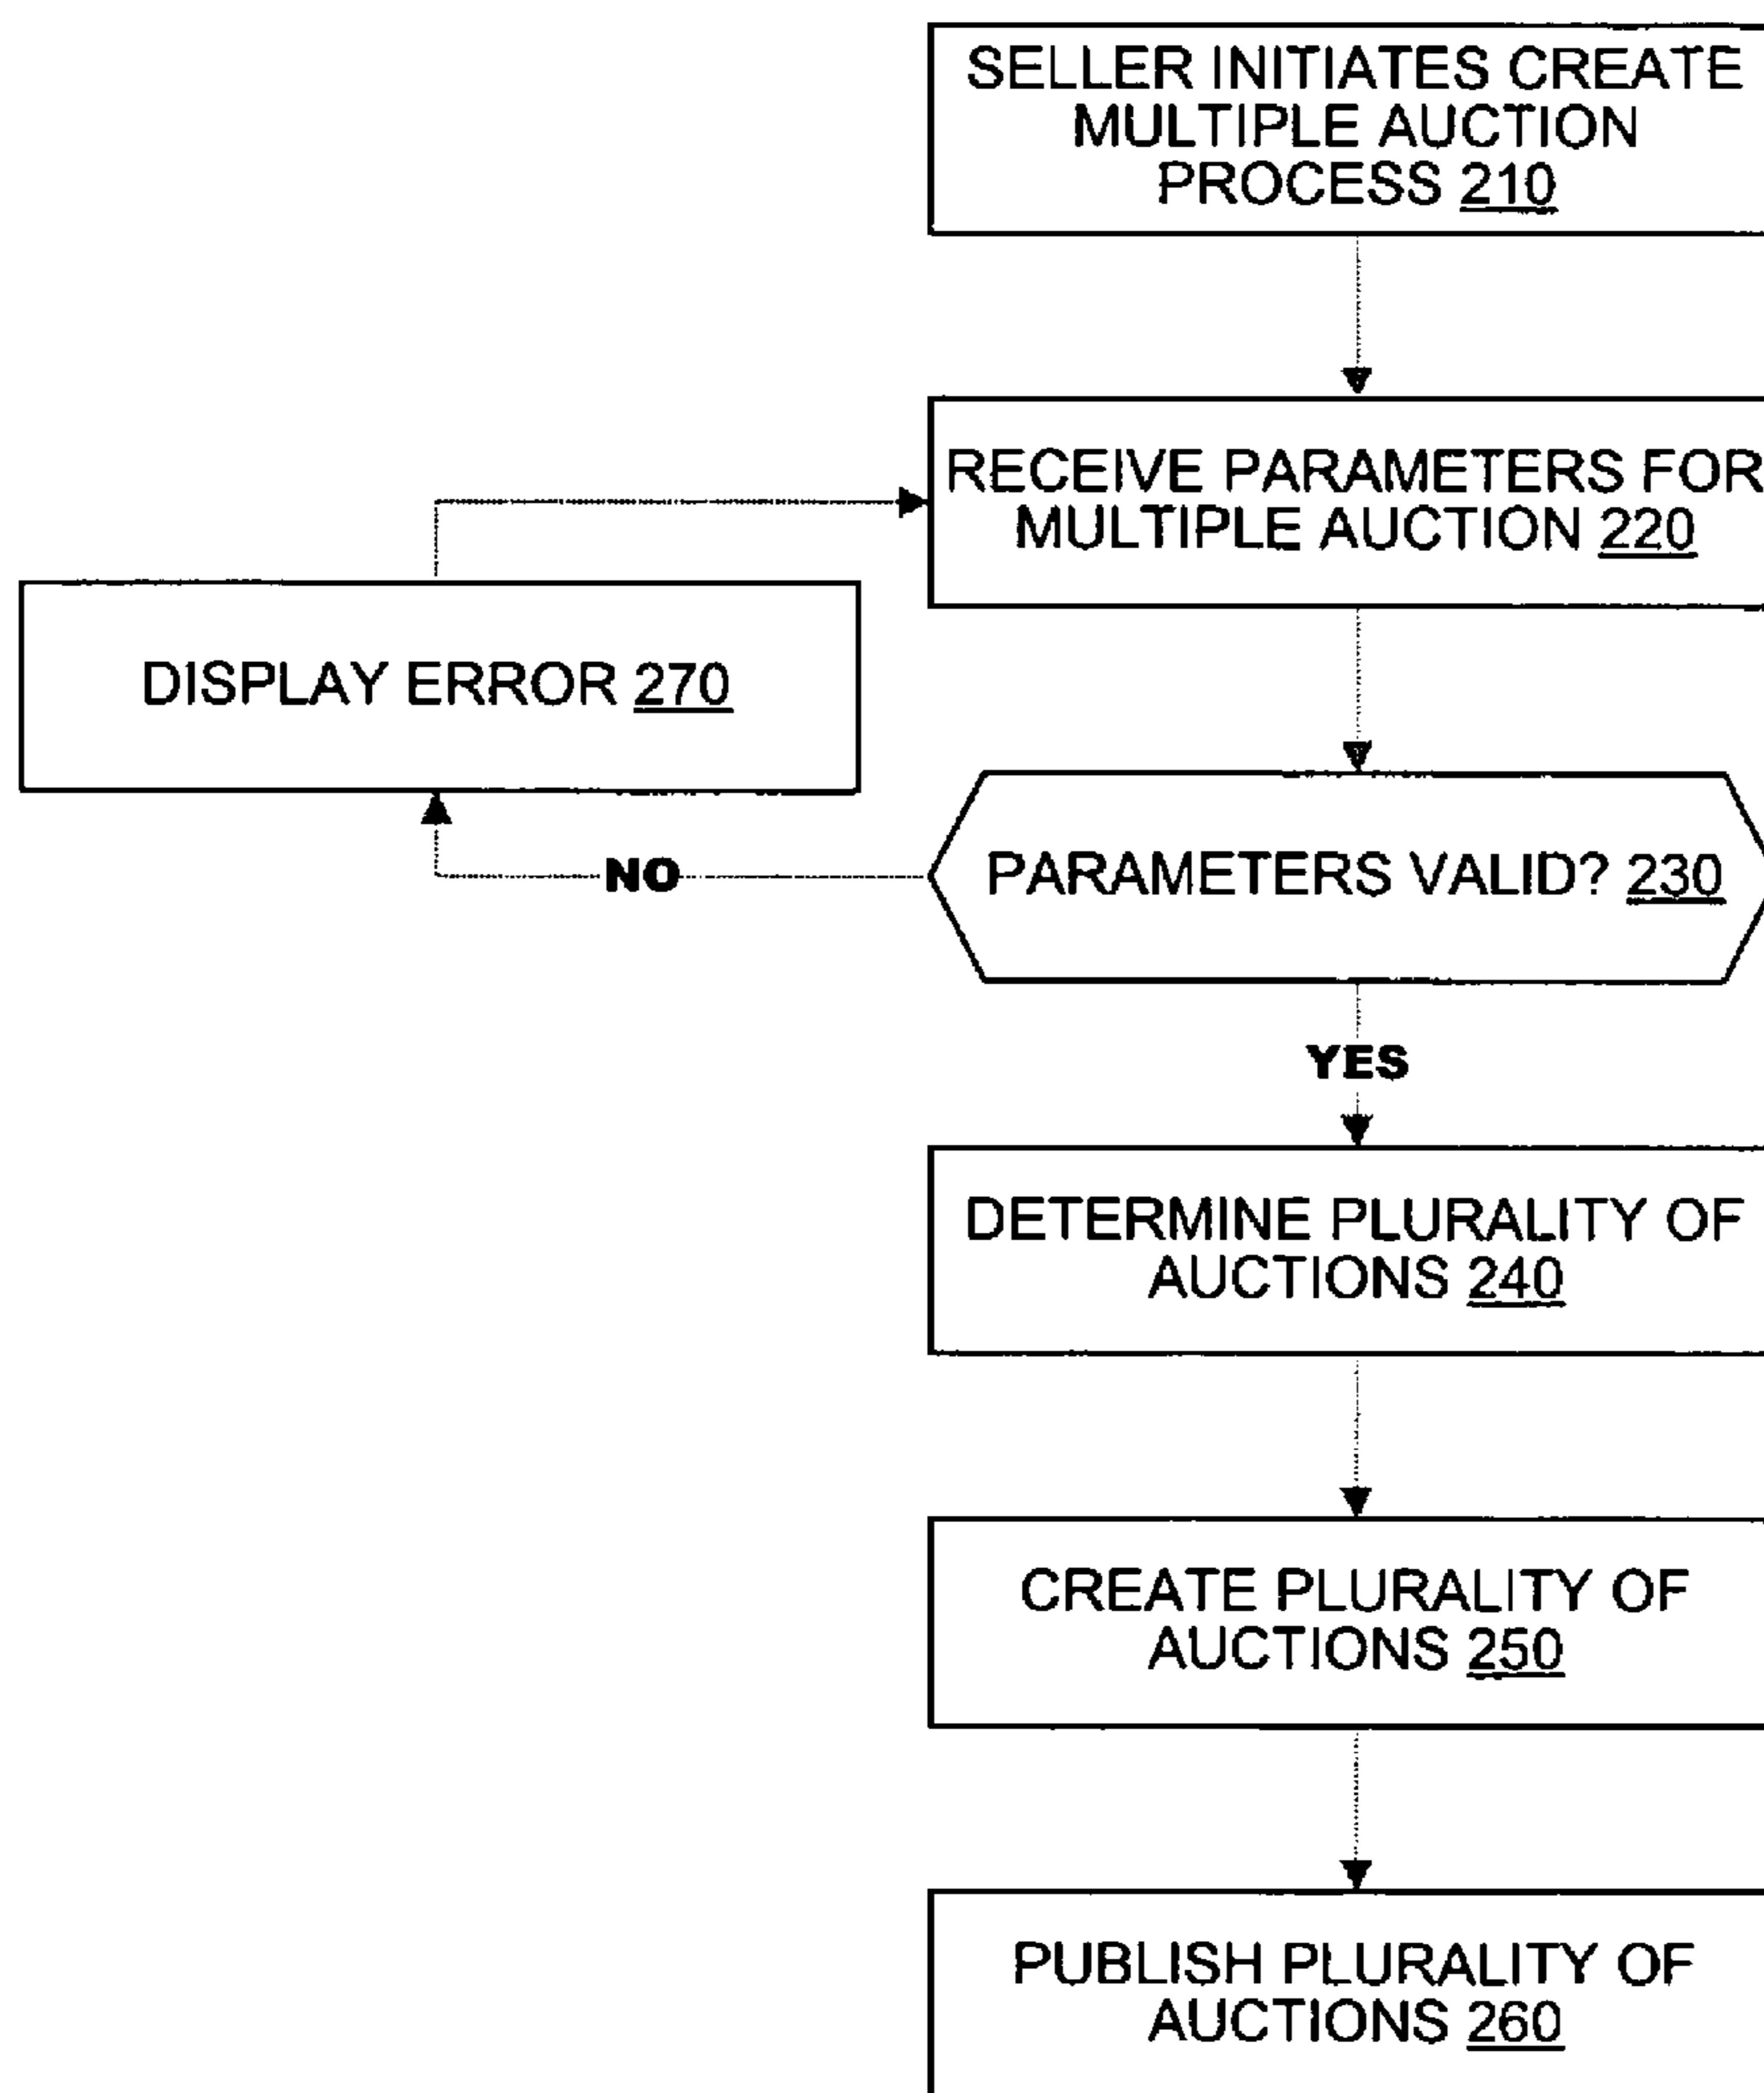 SELLER INITIATES CREATE
MULTIPLE AUCTION
PROCESS 210
RECEIVE PARAMETERS FOR
MULTIPLE AUCTION 220
DISPLAY ERROR 270
PARAMETERS VALID? 230
NO
YES
DETERMINE PLURALITY OF
AUCTIONS 240
CREATE PLURALITY OF
AUCTIONS 250
PUBLISH PLURALITY OF
AUCTIONS 260